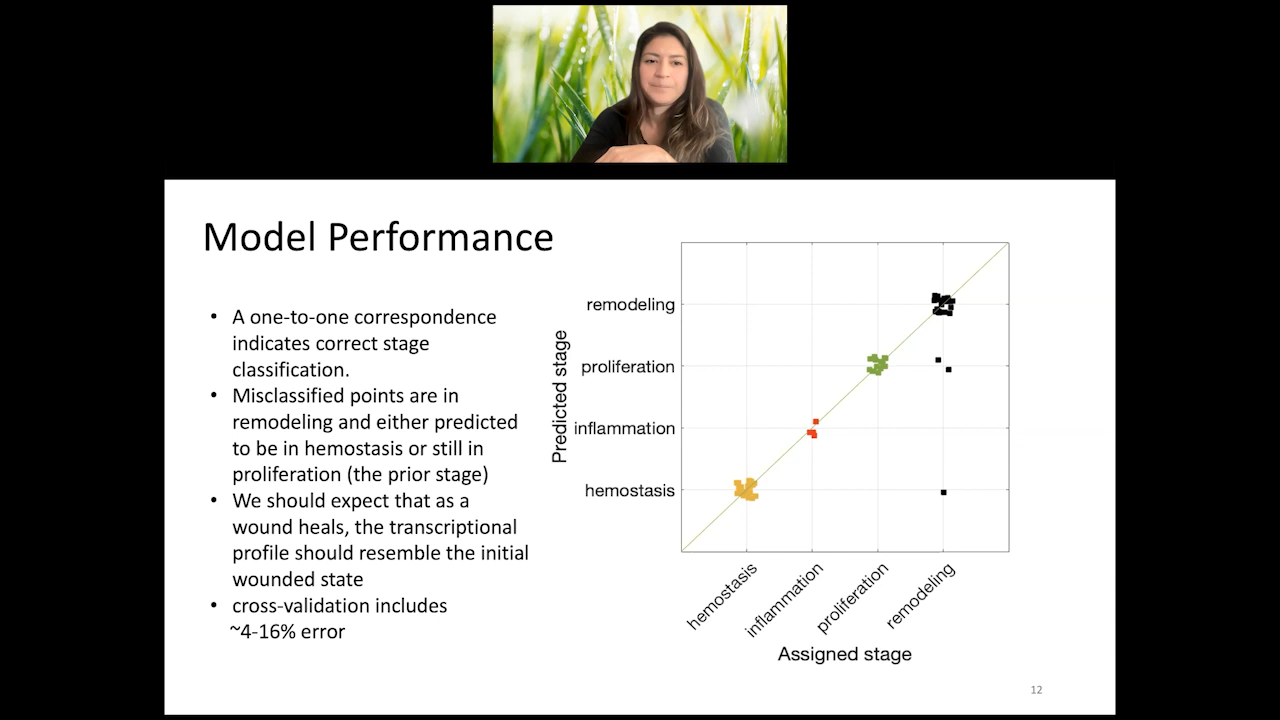 Model Performance
• A one-to-one correspondence
indicates correct stage
classification.
• Misclassified points are in
remodeling and either predicted
to be in hemostasis or still in
proliferation (the prior stage)
• We should expect that as a
wound heals, the transcriptional
profile should resemble the initial
wounded state
• cross-validation includes
~4-16% error
Predicted stage
remodeling
proliferation
inflammation
hemostasis
hemostasis
inflammation
proliferation
remodeling
Assigned stage
12